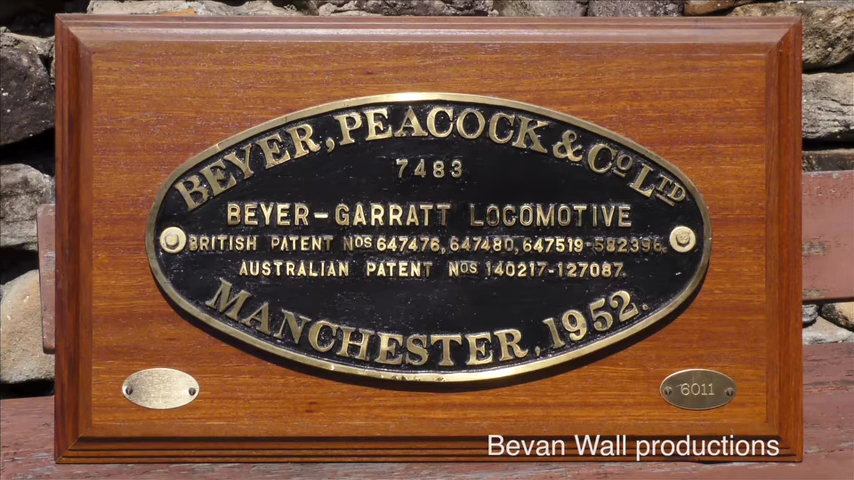 BEYER, PEACOCK & Cº LTD
7483
BEYER-GARRATT LOCOMOTIVE
BRITISH PATENT Nos 647476, 647480, 647519-582396.
AUSTRALIAN PATENT Nos 140217-127087.
MANCHESTER, 1952.
6011
Bevan Wall productions